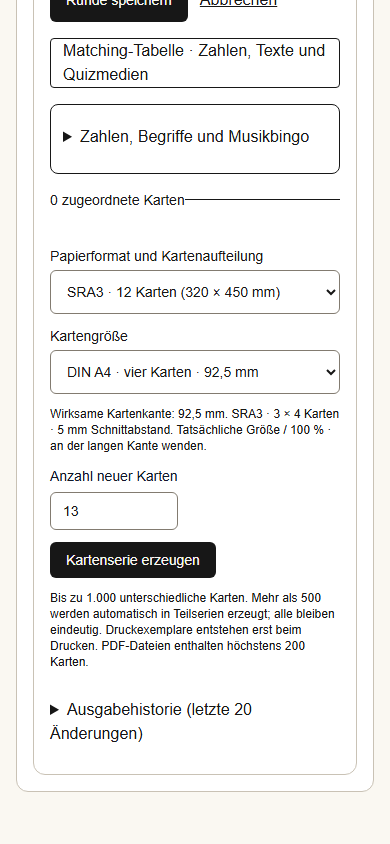 Runde speichern Abbrechen
Matching-Tabelle · Zahlen, Texte und
Quizmedien
Zahlen, Begriffe und Musikbingo
0 zugeordnete Karten
Papierformat und Kartenaufteilung
SRA3 · 12 Karten (320 × 450 mm)
Kartengröße
DIN A4 · vier Karten · 92,5 mm
Wirksame Kartenkante: 92,5 mm. SRA3 · 3 × 4 Karten
· 5 mm Schnittabstand. Tatsächliche Größe / 100 % ·
an der langen Kante wenden.
Anzahl neuer Karten
13
Kartenserie erzeugen
Bis zu 1.000 unterschiedliche Karten. Mehr als 500
werden automatisch in Teilserien erzeugt; alle bleiben
eindeutig. Druckexemplare entstehen erst beim
Drucken. PDF-Dateien enthalten höchstens 200
Karten.
Ausgabehistorie (letzte 20
Änderungen)